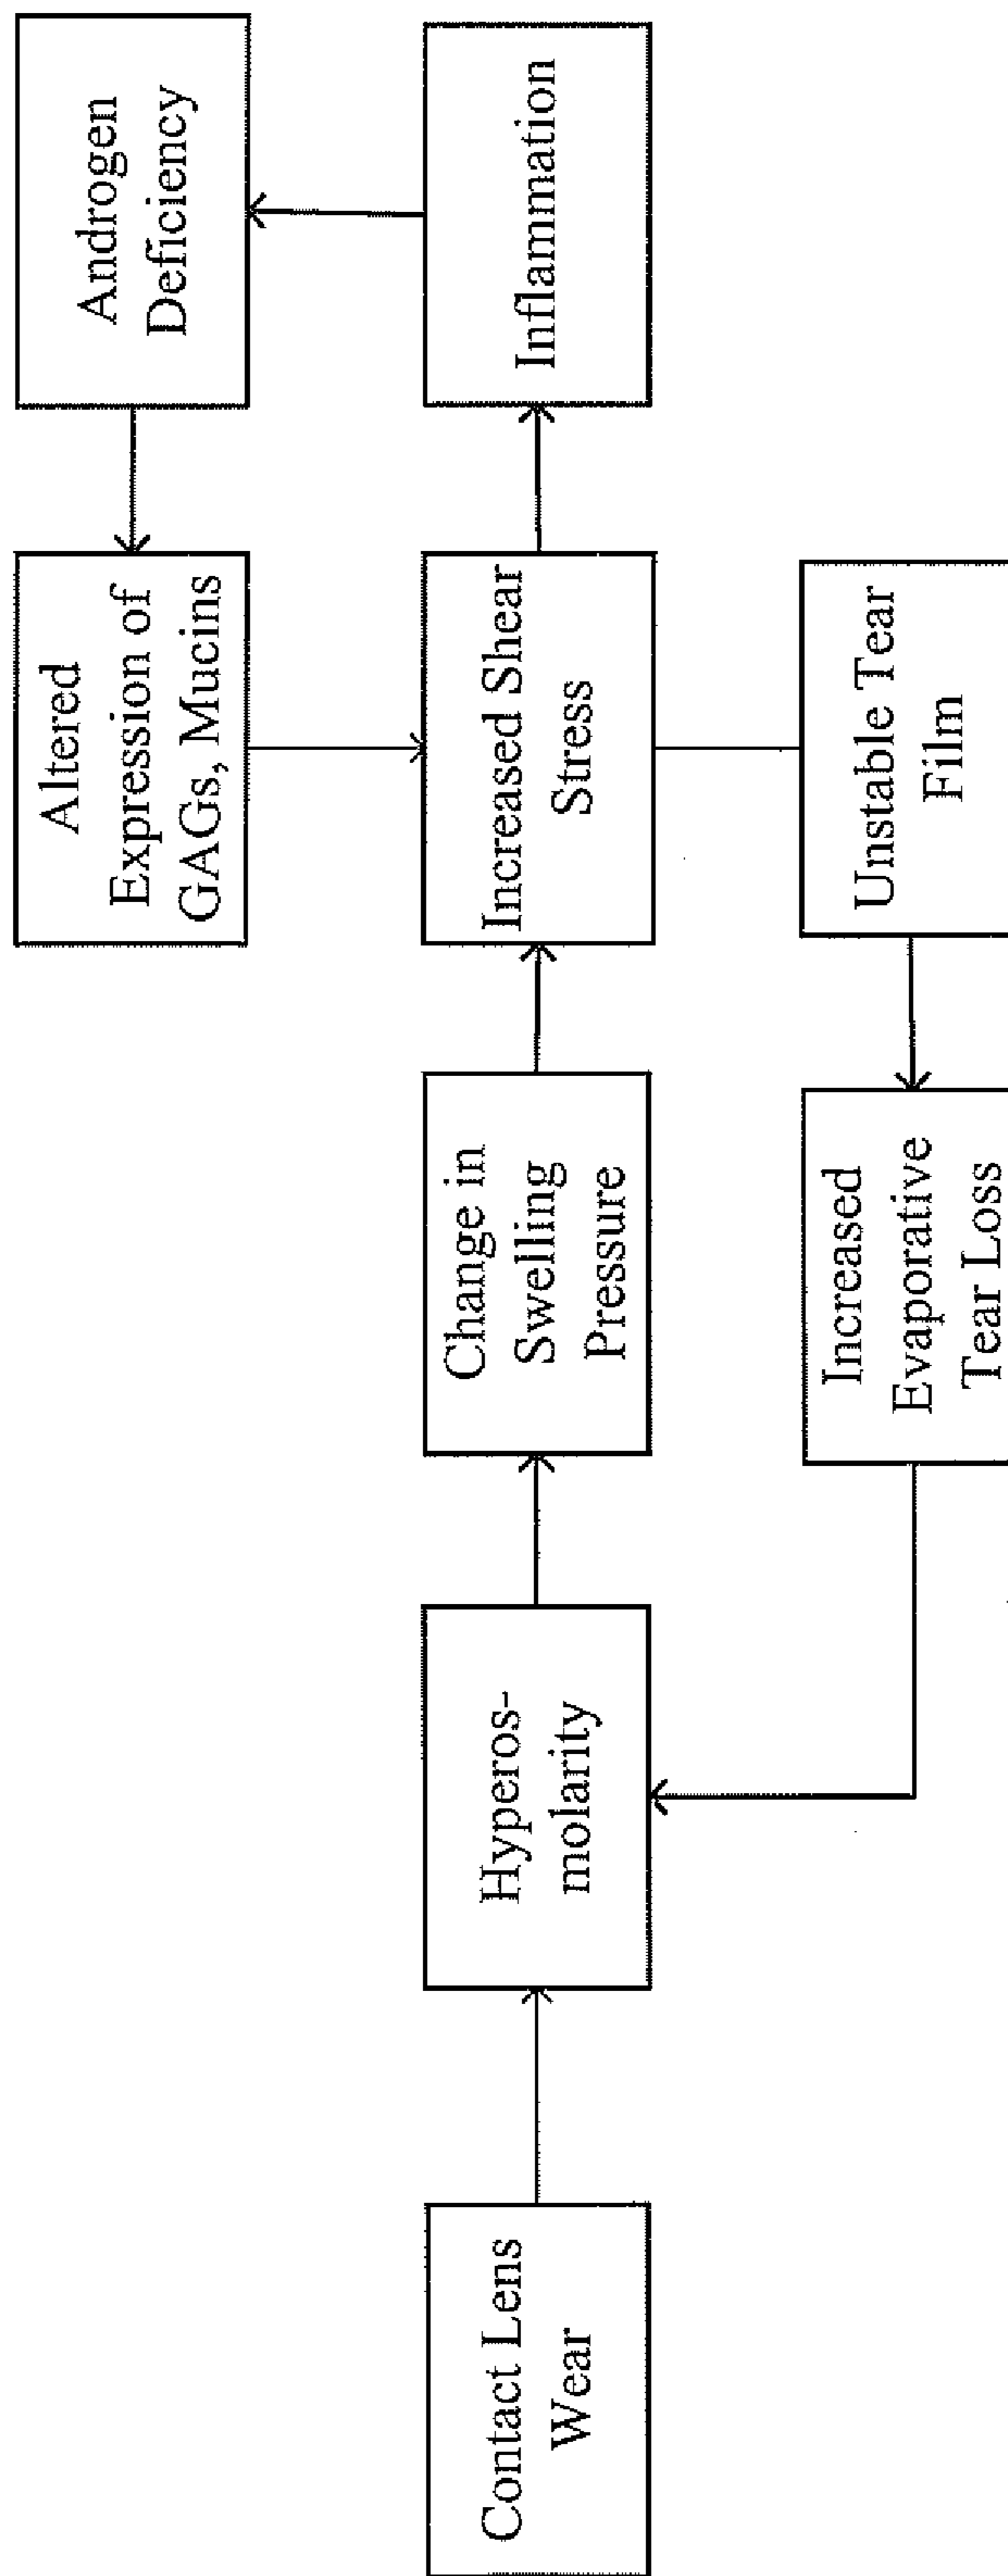 Contact Lens
Wear
Hyperos-
molarity
Change in
Swelling
Pressure
Increased Shear
Stress
Inflammation
Androgen
Deficiency
Altered
Expression of
GAGs, Mucins
Unstable Tear
Film
Increased
Evaporative
Tear Loss